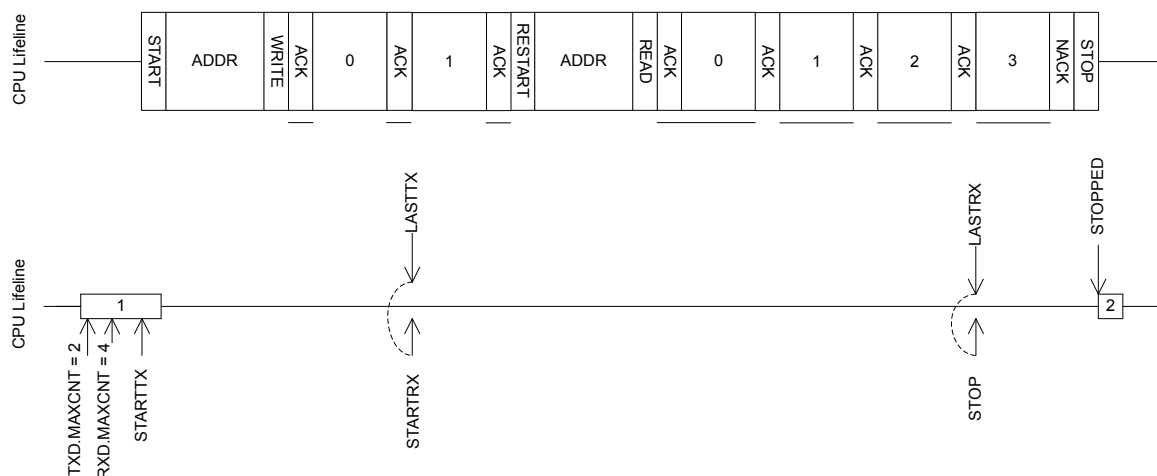 CPU Lifeline
START
ADDR
WRITE
ACK
0
ACK
1
ACK
RESTART
ADDR
READ
ACK
0
ACK
1
ACK
2
ACK
3
NACK
STOP
LASTTX
LASTRX
STOPPED
CPU Lifeline
1
2
TXD.MAXCNT = 2
RXD.MAXCNT = 4
STARTTX
STARTRX
STOP